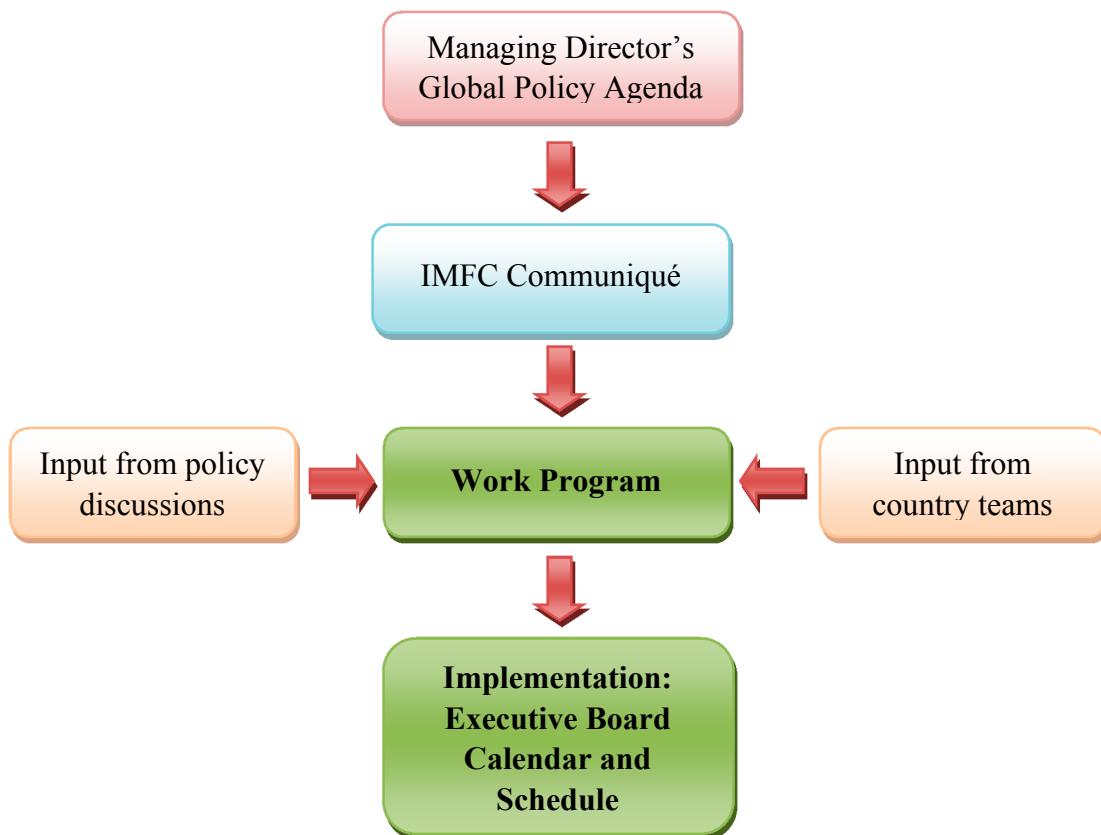 Managing Director’s
Global Policy Agenda
IMFC Communiqué
Input from policy
discussions
Work Program
Input from
country teams
Implementation:
Executive Board
Calendar and
Schedule